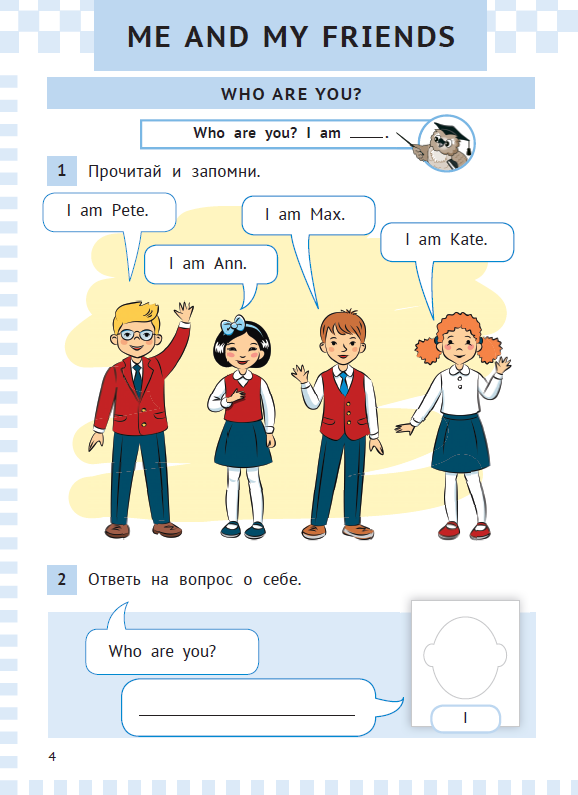 ME AND MY FRIENDS
WHO ARE YOU?
Who are you? I am ____.
1 Прочитай и запомни.
I am Pete.
I am Max.
I am Ann.
I am Kate.
2 Ответь на вопрос о себе.
Who are you?
I
4